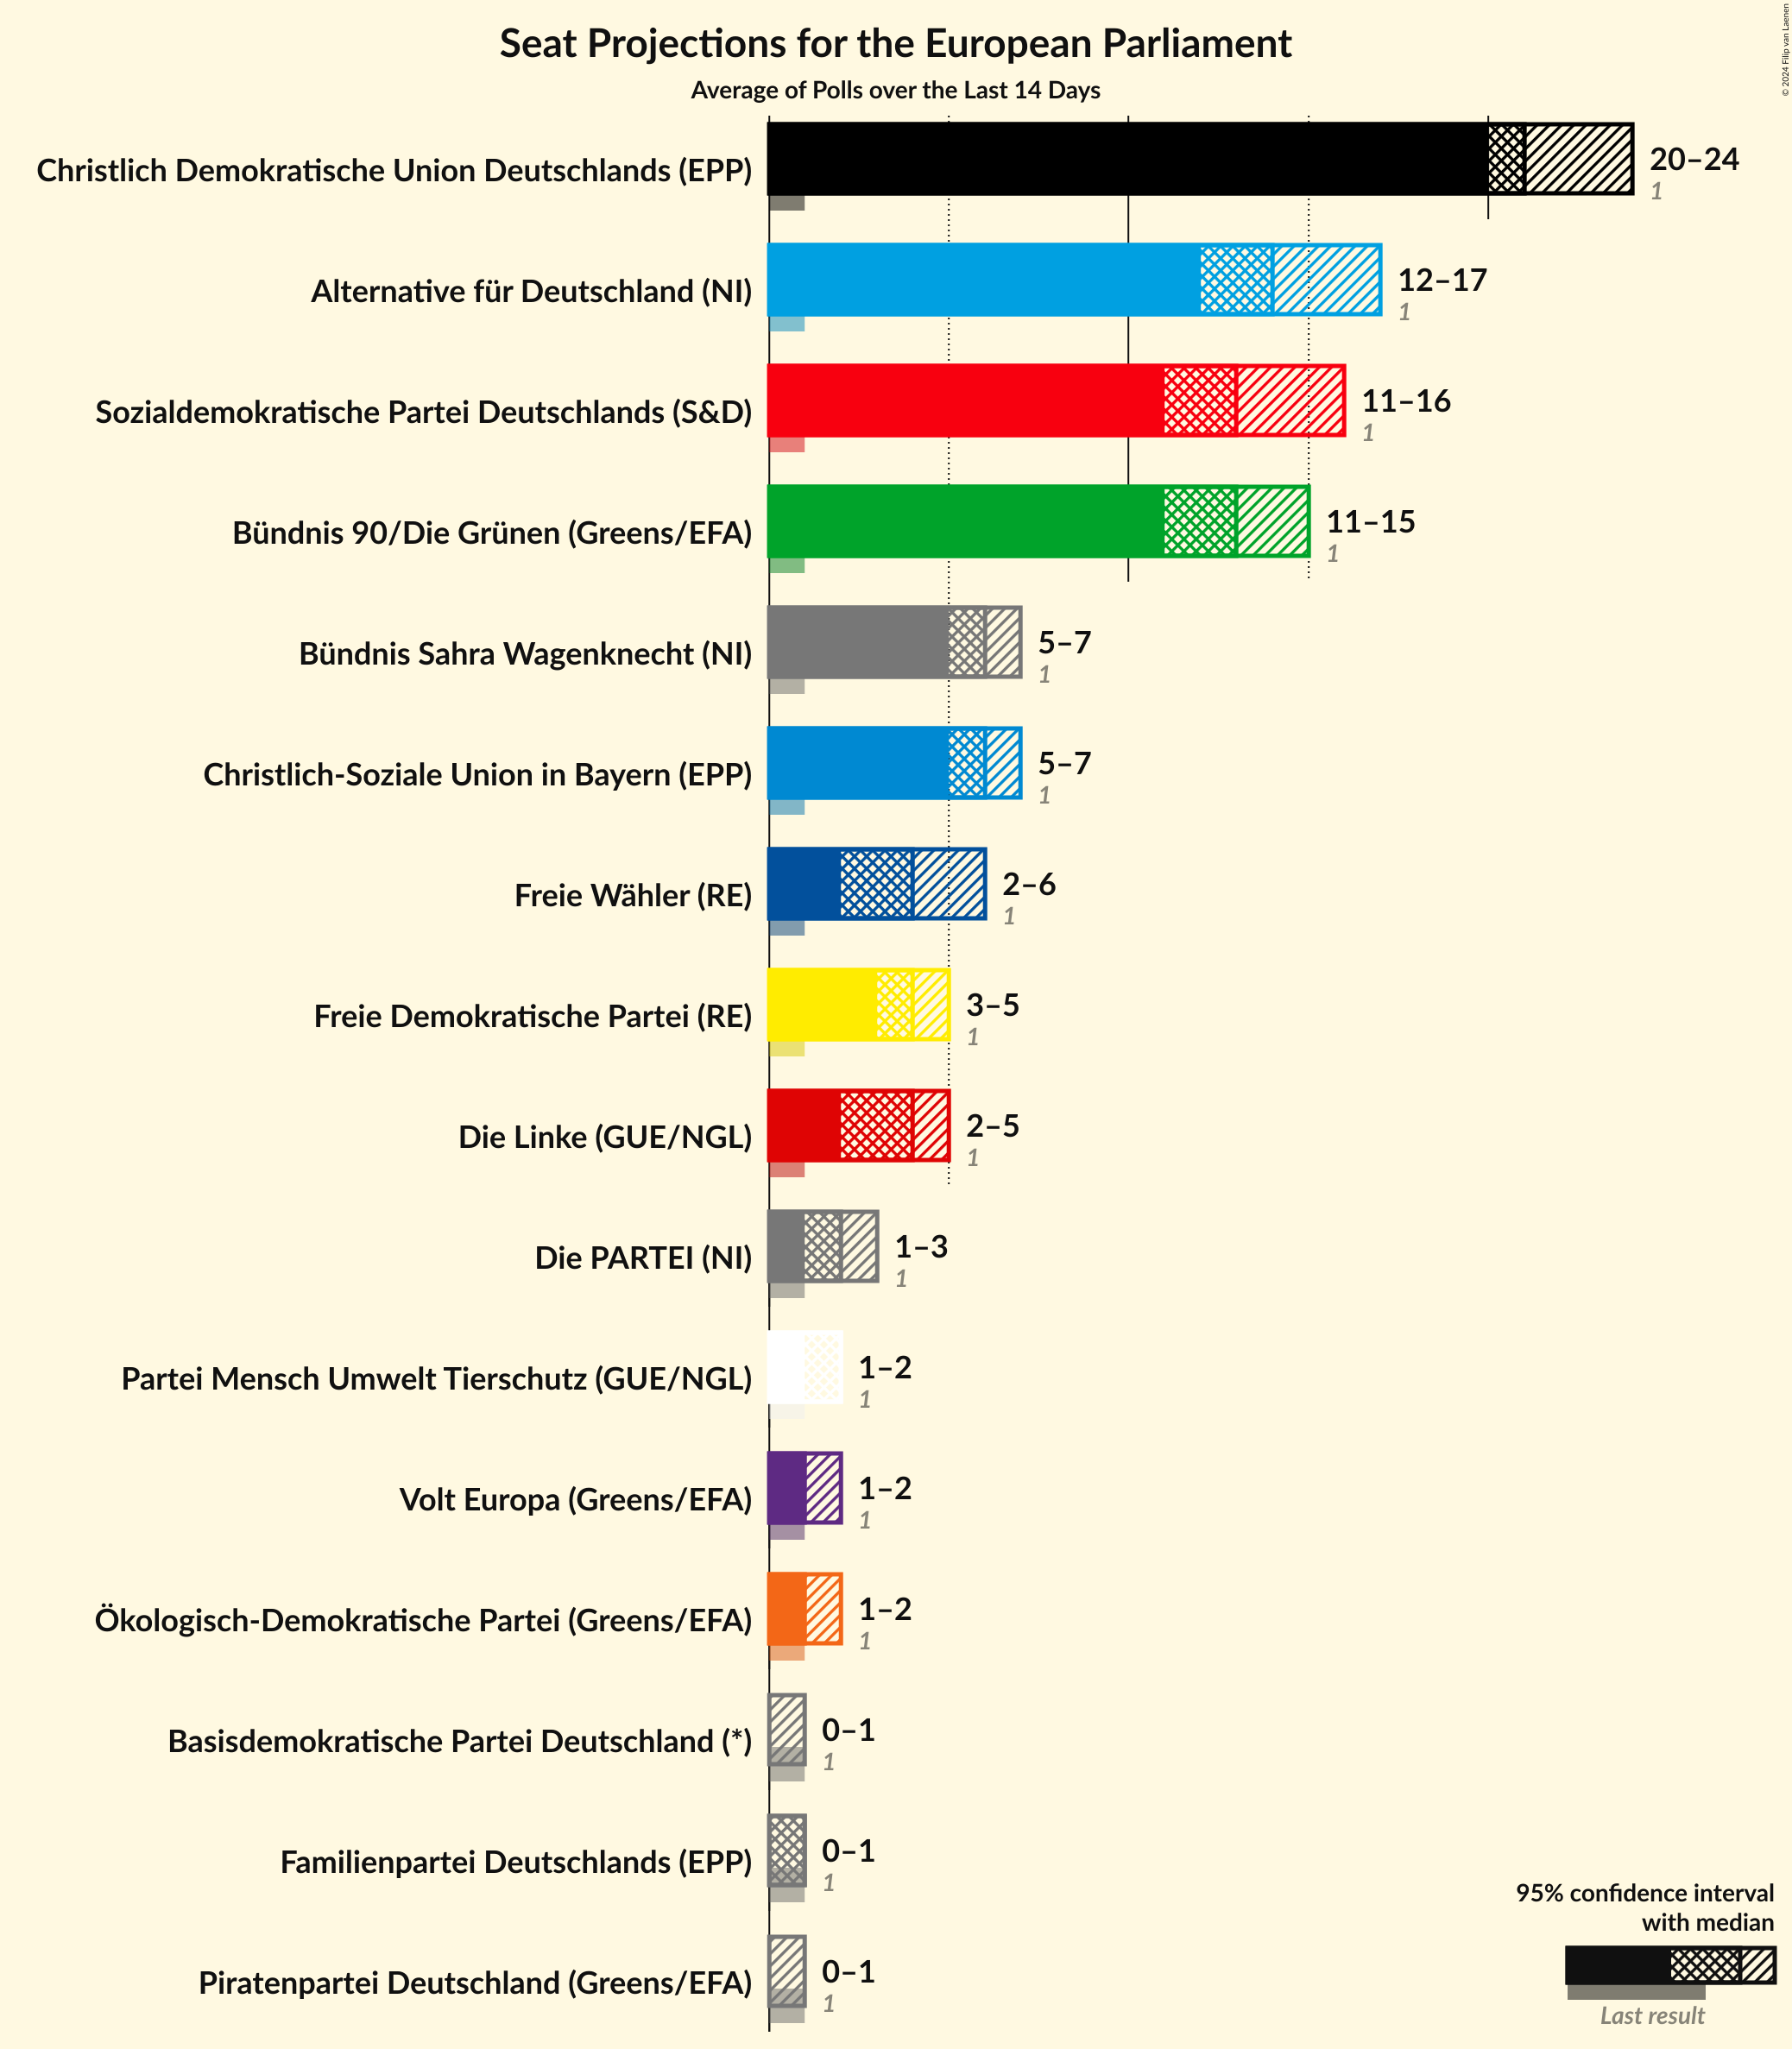 Seat Projections for the European Parliament
Average of Polls over the Last 14 Days
© 2024 Filip van Laenen
Christlich Demokratische Union Deutschlands (EPP)
20–24
1
Alternative für Deutschland (NI)
12–17
1
Sozialdemokratische Partei Deutschlands (S&D)
11–16
1
Bündnis 90/Die Grünen (Greens/EFA)
11–15
1
Bündnis Sahra Wagenknecht (NI)
5–7
1
Christlich-Soziale Union in Bayern (EPP)
5–7
1
Freie Wähler (RE)
2–6
1
Freie Demokratische Partei (RE)
3–5
1
Die Linke (GUE/NGL)
2–5
1
Die PARTEI (NI)
1–3
1
Partei Mensch Umwelt Tierschutz (GUE/NGL)
1–2
1
Volt Europa (Greens/EFA)
1–2
1
Ökologisch-Demokratische Partei (Greens/EFA)
1–2
1
Basisdemokratische Partei Deutschland (*)
0–1
1
Familienpartei Deutschlands (EPP)
0–1
1
Piratenpartei Deutschland (Greens/EFA)
0–1
1
95% confidence interval
with median
Last result